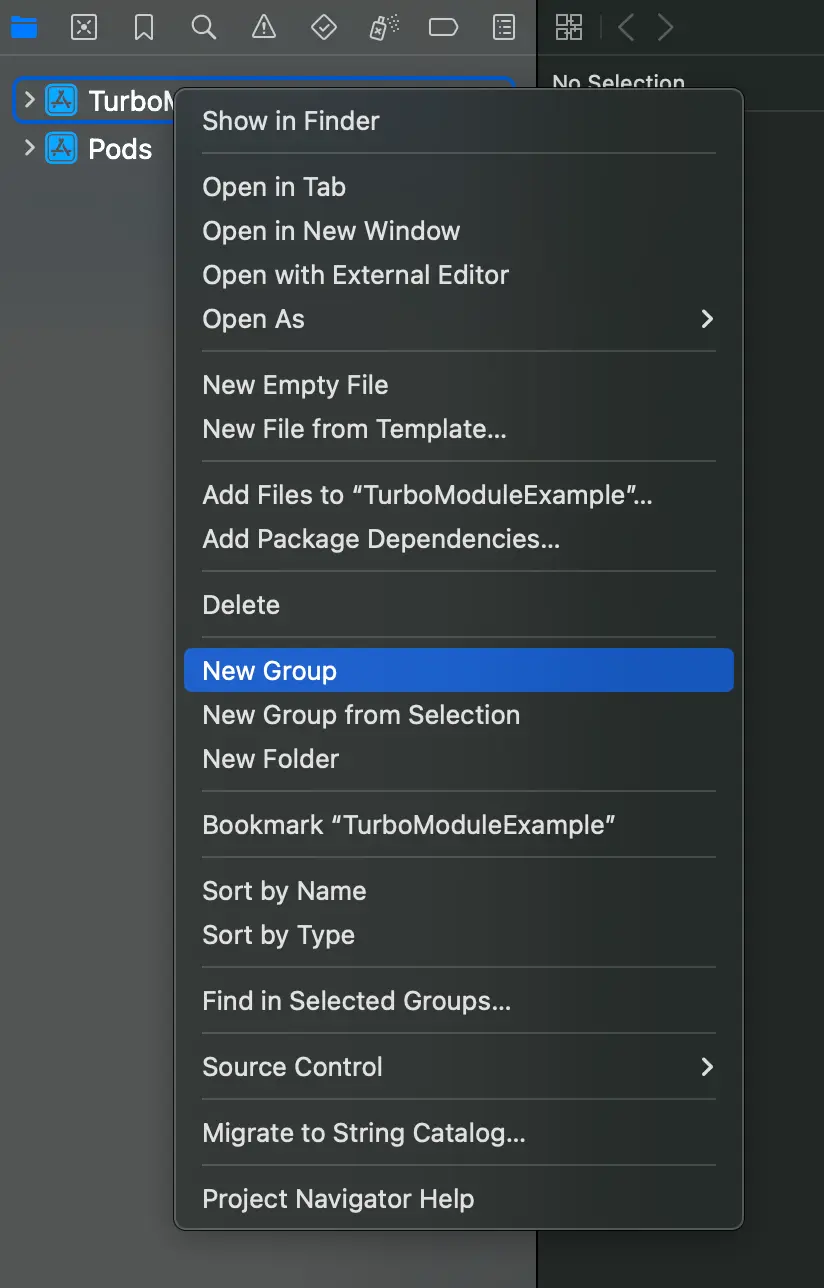 No Selection
Pods
Show in Finder
Open in Tab
Open in New Window
Open with External Editor
Open As
New Empty File
New File from Template...
Add Files to “TurboModuleExample”...
Add Package Dependencies...
Delete
New Group
New Group from Selection
New Folder
Bookmark “TurboModuleExample”
Sort by Name
Sort by Type
Find in Selected Groups...
Source Control
Migrate to String Catalog...
Project Navigator Help